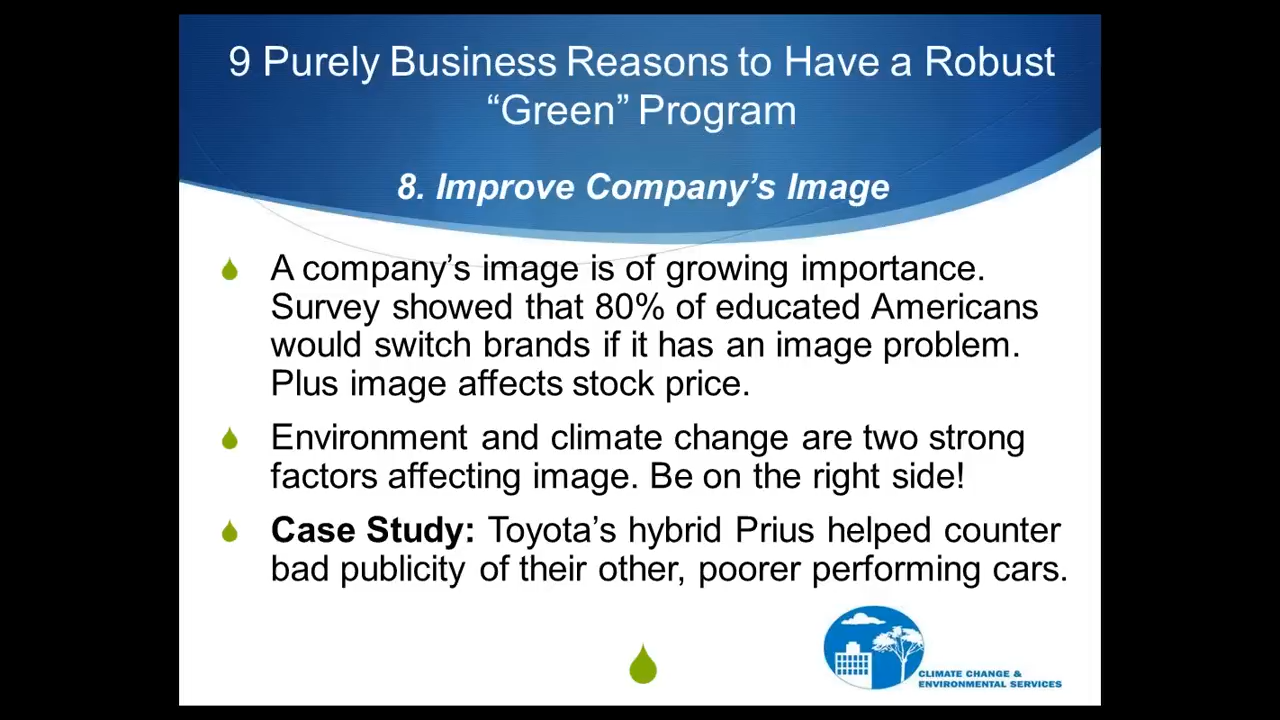 9 Purely Business Reasons to Have a Robust
“Green” Program
8. Improve Company’s Image
A company’s image is of growing importance.
Survey showed that 80% of educated Americans
would switch brands if it has an image problem.
Plus image affects stock price.
Environment and climate change are two strong
factors affecting image. Be on the right side!
Case Study: Toyota’s hybrid Prius helped counter
bad publicity of their other, poorer performing cars.
CLIMATE CHANGE &
ENVIRONMENTAL SERVICES